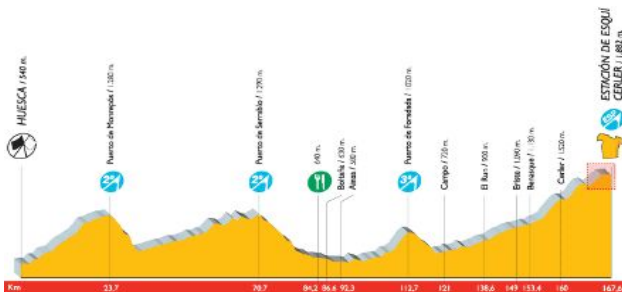 HUESCA / 540 m.
2ª
Puerto de Monrepós / 1.280 m.
2ª
Puerto de Serrablo / 1.290 m.
640 m.
Boltaña / 630 m.
Ainsa / 580 m.
3ª
Puerto de Foradada / 1.020 m.
Campo / 720 m.
El Run / 900 m.
Eriste / 1.090 m.
Benasque / 1.130 m.
Cerler / 1.520 m.
ESTACIÓN DE ESQUÍ
CERLER / 1.882 m.
ESP
Km 23,7 70,7 84,2 86,6 92,3 112,7 121 138,6 149 153,4 160 167,6